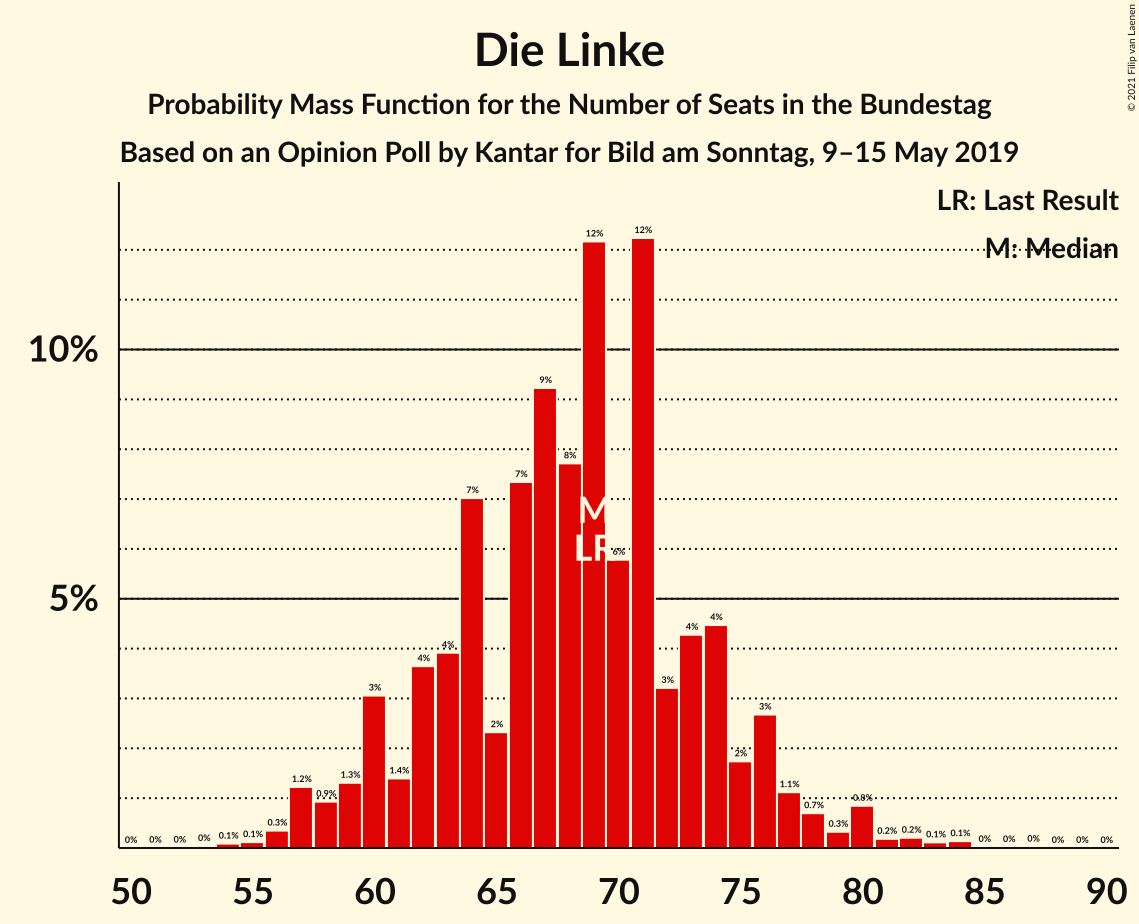 Die Linke
Probability Mass Function for the Number of Seats in the Bundestag
Based on an Opinion Poll by Kantar for Bild am Sonntag, 9–15 May 2019
© 2021 Filip van Laenen
LR: Last Result
M: Median
10%
5%
0% 0% 0% 0% 0.1% 0.1% 0.3% 1.2% 0.9% 1.3% 3% 1.4% 4% 4% 7% 2% 7% 9% 8% 12% 6% 12% 3% 4% 4% 2% 3% 1.1% 0.7% 0.3% 0.8% 0.2% 0.2% 0.1% 0.1% 0% 0% 0% 0% 0% 0%
M
LR
50 55 60 65 70 75 80 85 90